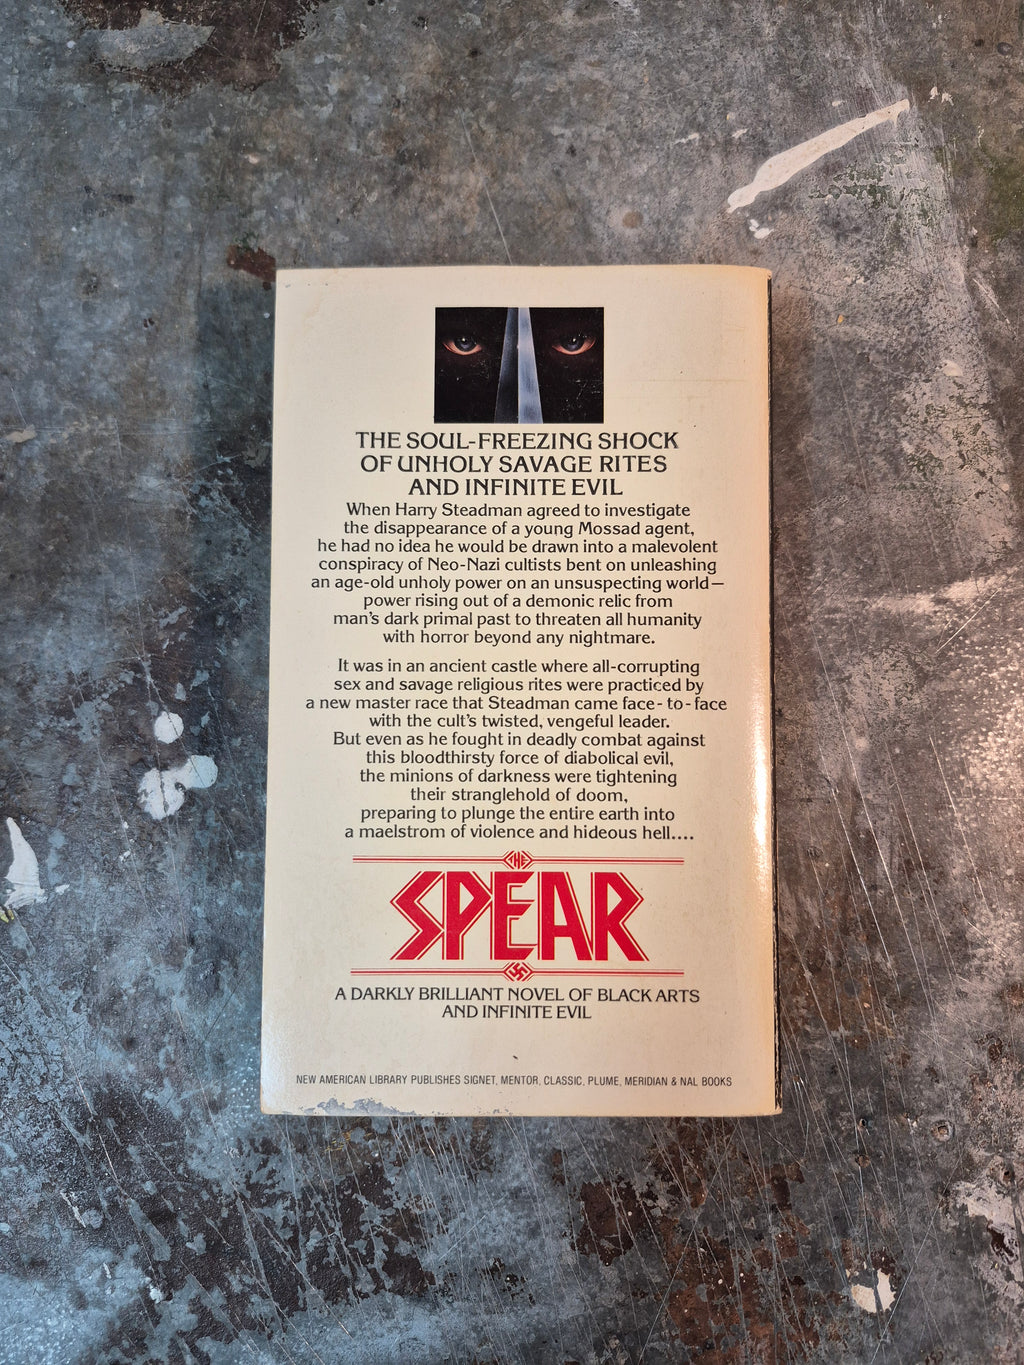 THE SOUL-FREEZING SHOCK
OF UNHOLY SAVAGE RITES
AND INFINITE EVIL
When Harry Steadman agreed to investigate
the disappearance of a young Mossad agent,
he had no idea he would be drawn into a malevolent
conspiracy of Neo-Nazi cultists bent on unleashing
an age-old unholy power on an unsuspecting world—
power rising out of a demonic relic from
man's dark primal past to threaten all humanity
with horror beyond any nightmare.
It was in an ancient castle where all-corrupting
sex and savage religious rites were practiced by
a new master race that Steadman came face-to-face
with the cult's twisted, vengeful leader.
But even as he fought in deadly combat against
this bloodthirsty force of diabolical evil,
the minions of darkness were tightening
their stranglehold of doom,
preparing to plunge the entire earth into
a maelstrom of violence and hideous hell....
THE
SPEAR
A DARKLY BRILLIANT NOVEL OF BLACK ARTS
AND INFINITE EVIL
NEW AMERICAN LIBRARY PUBLISHES SIGNET, MENTOR, CLASSIC, PLUME, MERIDIAN & NAL BOOKS